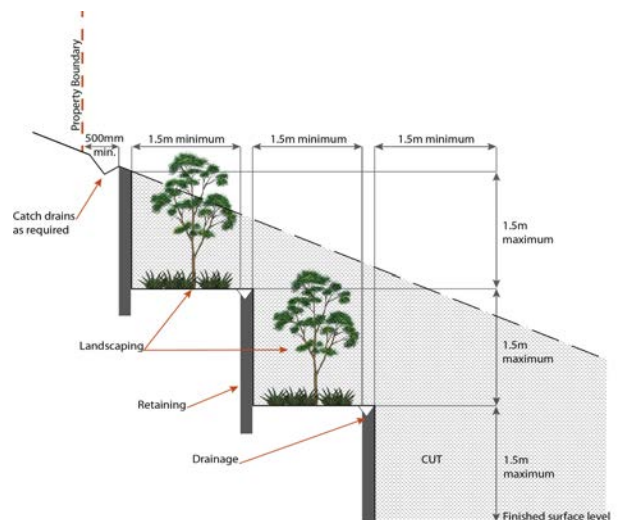 Property Boundary
500mm
min.
1.5m minimum
1.5m minimum
1.5m minimum
Catch drains
as required
1.5m
maximum
Landscaping
1.5m
maximum
Retaining
Drainage
CUT
1.5m
maximum
Finished surface level